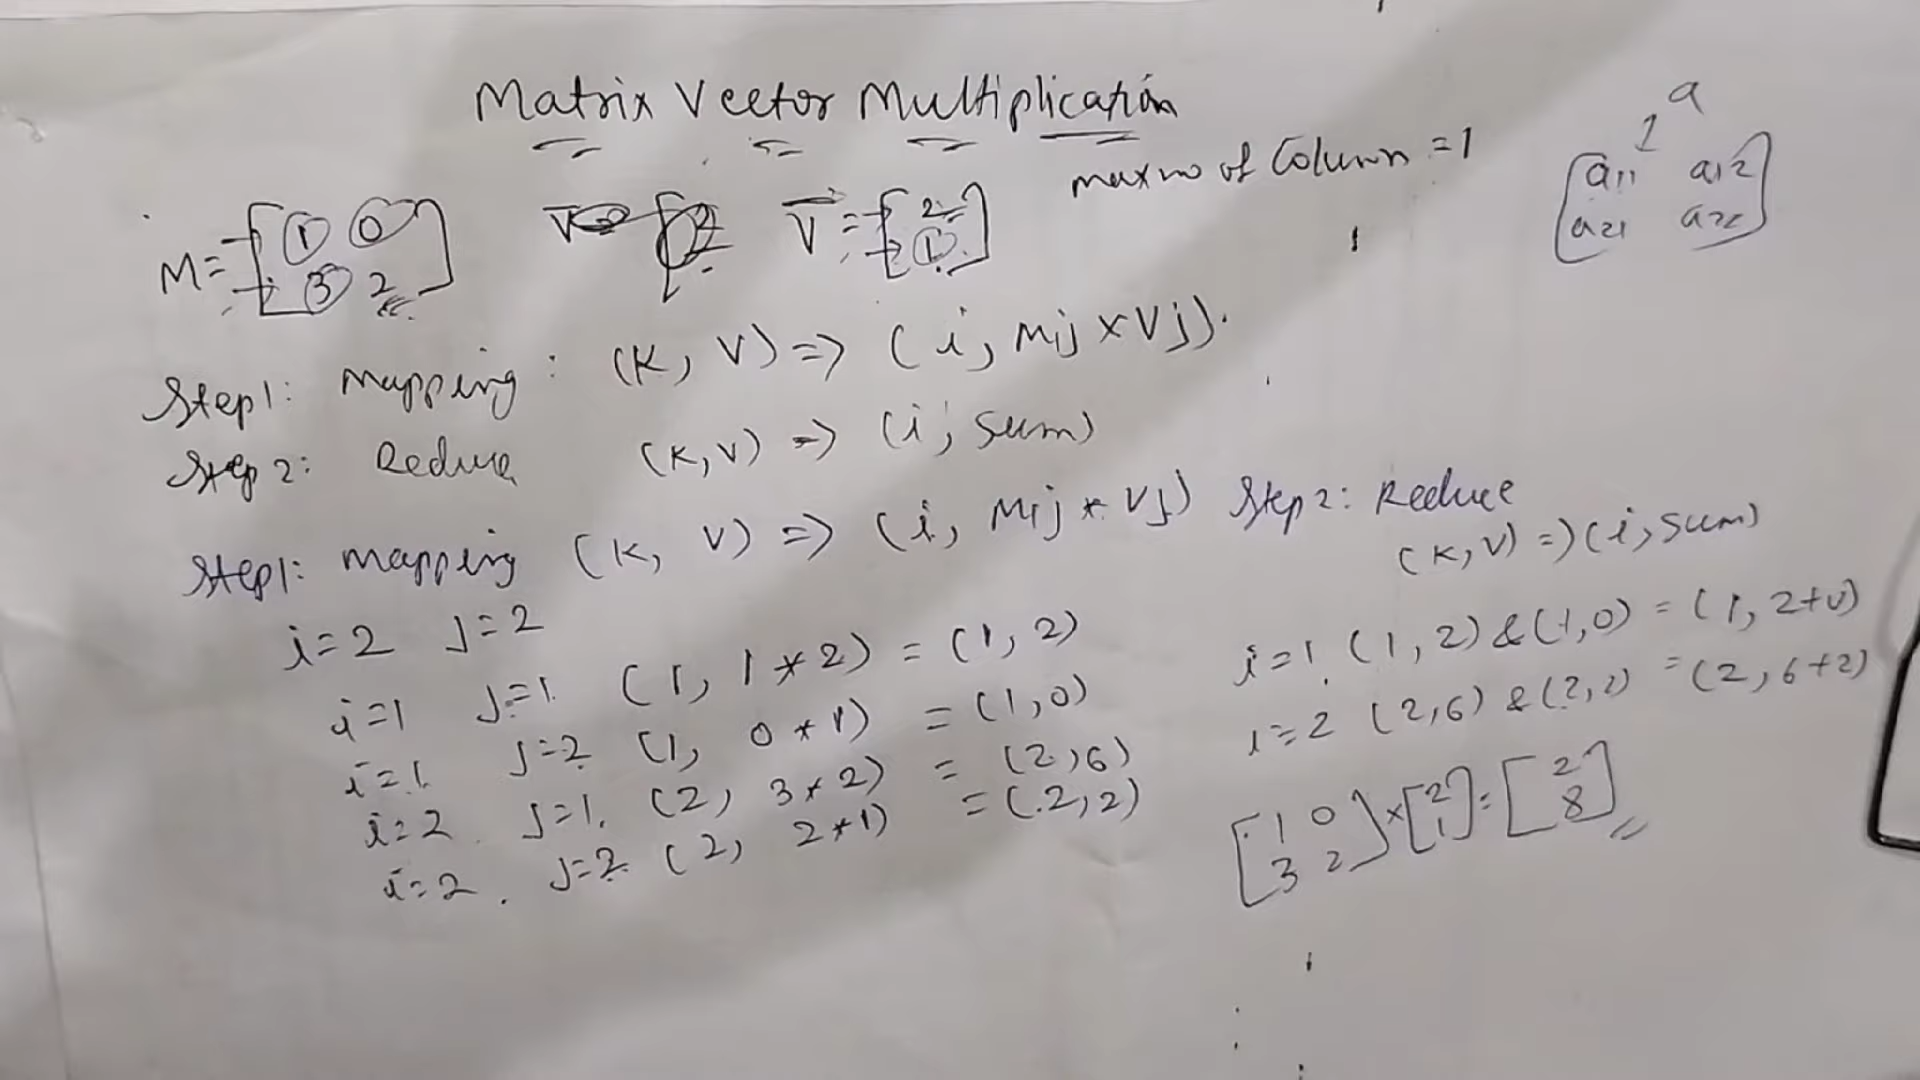 Matrix Vector Multiplication
max no of Column = 1
a
1
[a11 a12
a21 a22]
M = [1 0
3 2]
V = [2
1]
Step1: Mapping: (K, V) => (i, Mij × Vj).
Step 2: Reduce (K, V) => (i, sum)
Step1: Mapping (K, V) => (i, Mij * Vj)
i=2 J=2
i=1 J=1. (1, 1*2) = (1, 2)
i=1. J=2 (1, 0*1) = (1,0)
i=2. J=1. (2, 3*2) = (2,6)
i=2. J=2. (2, 2*1) = (2,2)
Step2: Reduce
(K,V) => (i, sum)
i=1. (1,2) & (1,0) = (1, 2+0)
i=2 (2,6) & (2,2) = (2, 6+2)
[1 0
3 2] × [2
1] = [2
8]